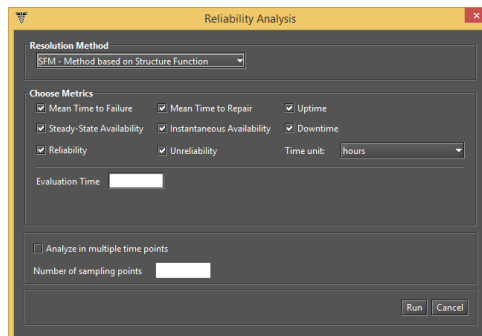 Reliability Analysis
Resolution Method
SFM - Method based on Structure Function
Choose Metrics
Mean Time to Failure Mean Time to Repair Uptime
Steady-State Availability Instantaneous Availability Downtime
Reliability Unreliability Time unit: hours
Evaluation Time
Analyze in multiple time points
Number of sampling points
Run Cancel